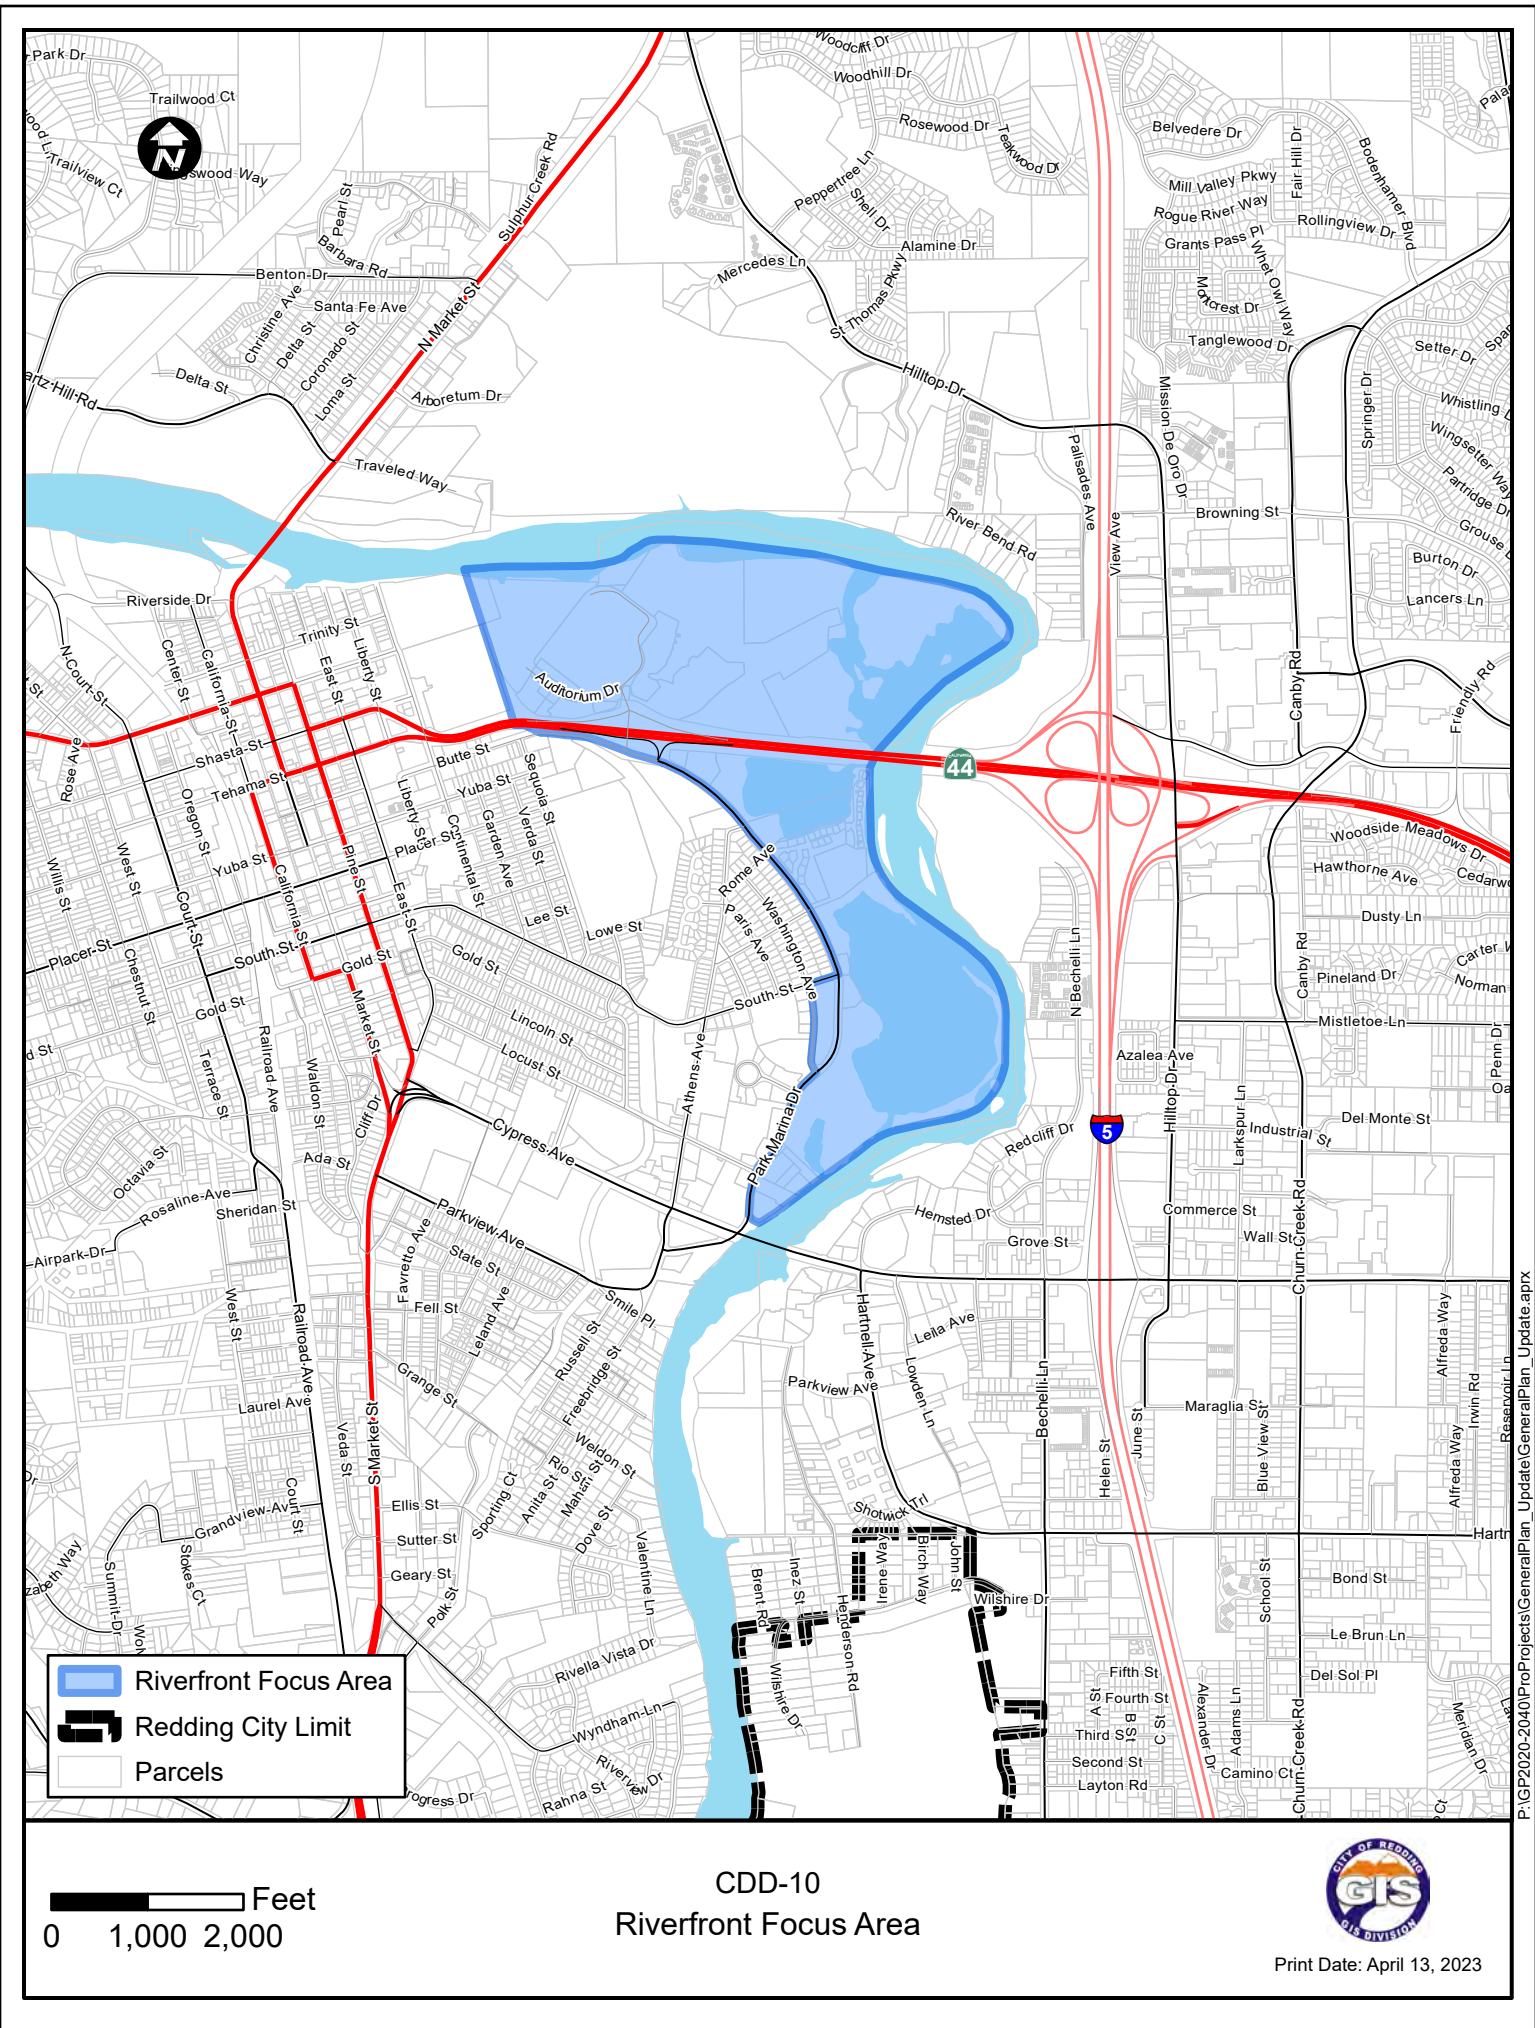 Park Dr
Trailwood Ct
Trailview Ct
N
Pearl St
Barbara Rd
Sulphur Creek Rd
Benton Dr
Santa Fe Ave
Christine Ave
Delta St
Coronado St
Loma St
N Market St
Delta St
Arboretum Dr
Traveled Way
Woodcliff Dr
Woodhill Dr
Rosewood Dr
Teakwood Dr
Peppertree Ln
Shell Dr
Alamine Dr
Mercedes Ln
St Thomas Pkwy
Hilltop Dr
Belvedere Dr
Fair Hill Dr
Bodenhamer Blvd
Mill Valley Pkwy
Rogue River Way
Rollingview Dr
Grants Pass Pl
Whet Owl Way
Montcrest Dr
Tanglewood Dr
Setter Dr
Springer Dr
Wingsetter Way
Partridge Dr
Mission De Oro Dr
Palisades Ave
View Ave
River Bend Rd
Browning St
Burton Dr
Lancers Ln
Riverside Dr
Trinity St
N Court St
Center St
California St
East St
Liberty St
Auditorium Dr
Canby Rd
Friendly Rd
Shasta St
Rose Ave
Tehama St
Butte St
Yuba St
Sequoia St
44
Oregon St
Liberty St
Continental St
Garden Ave
Verda St
Placer St
Willis St
West St
Yuba St
Pine St
California St
East St
Court St
Rome Ave
Paris Ave
Washington Ave
Woodside Meadows Dr
Hawthorne Ave
Dusty Ln
Lee St
Lowe St
Placer St
South St
Gold St
Gold St
Chestnut St
Gold St
Market St
South St
N Bechelli Ln
Canby Rd
Pineland Dr
Mistletoe Ln
Penn Dr
Lincoln St
Locust St
Railroad Ave
Terrace St
Waldon St
Cliff Dr
Athens Ave
Park Marina Dr
Azalea Ave
Hilltop Dr
Larkspur Ln
Del Monte St
Industrial St
Redcliff Dr
5
Cypress Ave
Ada St
Octavia St
Rosaline Ave
Sheridan St
Airpark Dr
Parkview Ave
State St
Favretto Ave
Fell St
Leland Ave
Hemsted Dr
Grove St
Commerce St
Wall St
Churn Creek Rd
Smile Pl
Russell St
Freebridge St
West St
Railroad Ave
Grange St
Laurel Ave
Veda St
S Market St
Hartnell Ave
Leila Ave
Lowden Ln
Parkview Ave
Bechelli Ln
Helen St
June St
Maraglia St
Blue View St
Alfreda Way
Irwin Rd
Reservoir Ln
Alfreda Way
Weldon St
Rio St
Anita St
Sporting Ct
Dove St
Valentine Ln
Court St
Ellis St
Sutter St
Geary St
Polk St
Stokes Ct
Summit Dr
Shotwick Trl
Irene Way
Birch Way
John St
Wilshire Dr
Brent Rd
Inez St
Henderson Rd
Wilshire Dr
School St
Bond St
Le Brun Ln
Del Sol Pl
Meridian Dr
Rivella Vista Dr
Wyndham Ln
Riverview Dr
Rahna St
Fifth St
Fourth St
A St
B St
C St
Third St
Second St
Layton Rd
Alexander Dr
Adams Ln
Camino Ct
Churn Creek Rd
Riverfront Focus Area
Redding City Limit
Parcels
Feet
0 1,000 2,000
CDD-10
Riverfront Focus Area
CITY OF REDDING
GIS
GIS DIVISION
Print Date: April 13, 2023
P:\GP2020-2040\ProProjects\GeneralPlan_Update\GeneralPlan_Update.aprx